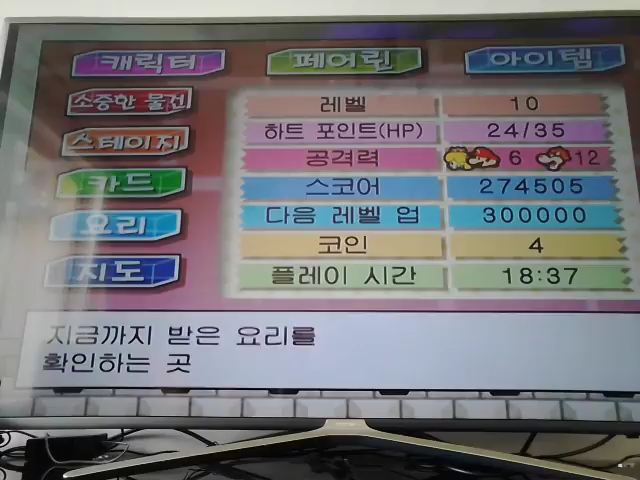 캐릭터 페어린 아이템
소중한 물건
스테이지
카드
요리
지도
레벨 10
하트 포인트(HP) 24/35
공격력 6 12
스코어 274505
다음 레벨 업 300000
코인 4
플레이 시간 18:37
지금까지 받은 요리를
확인하는 곳